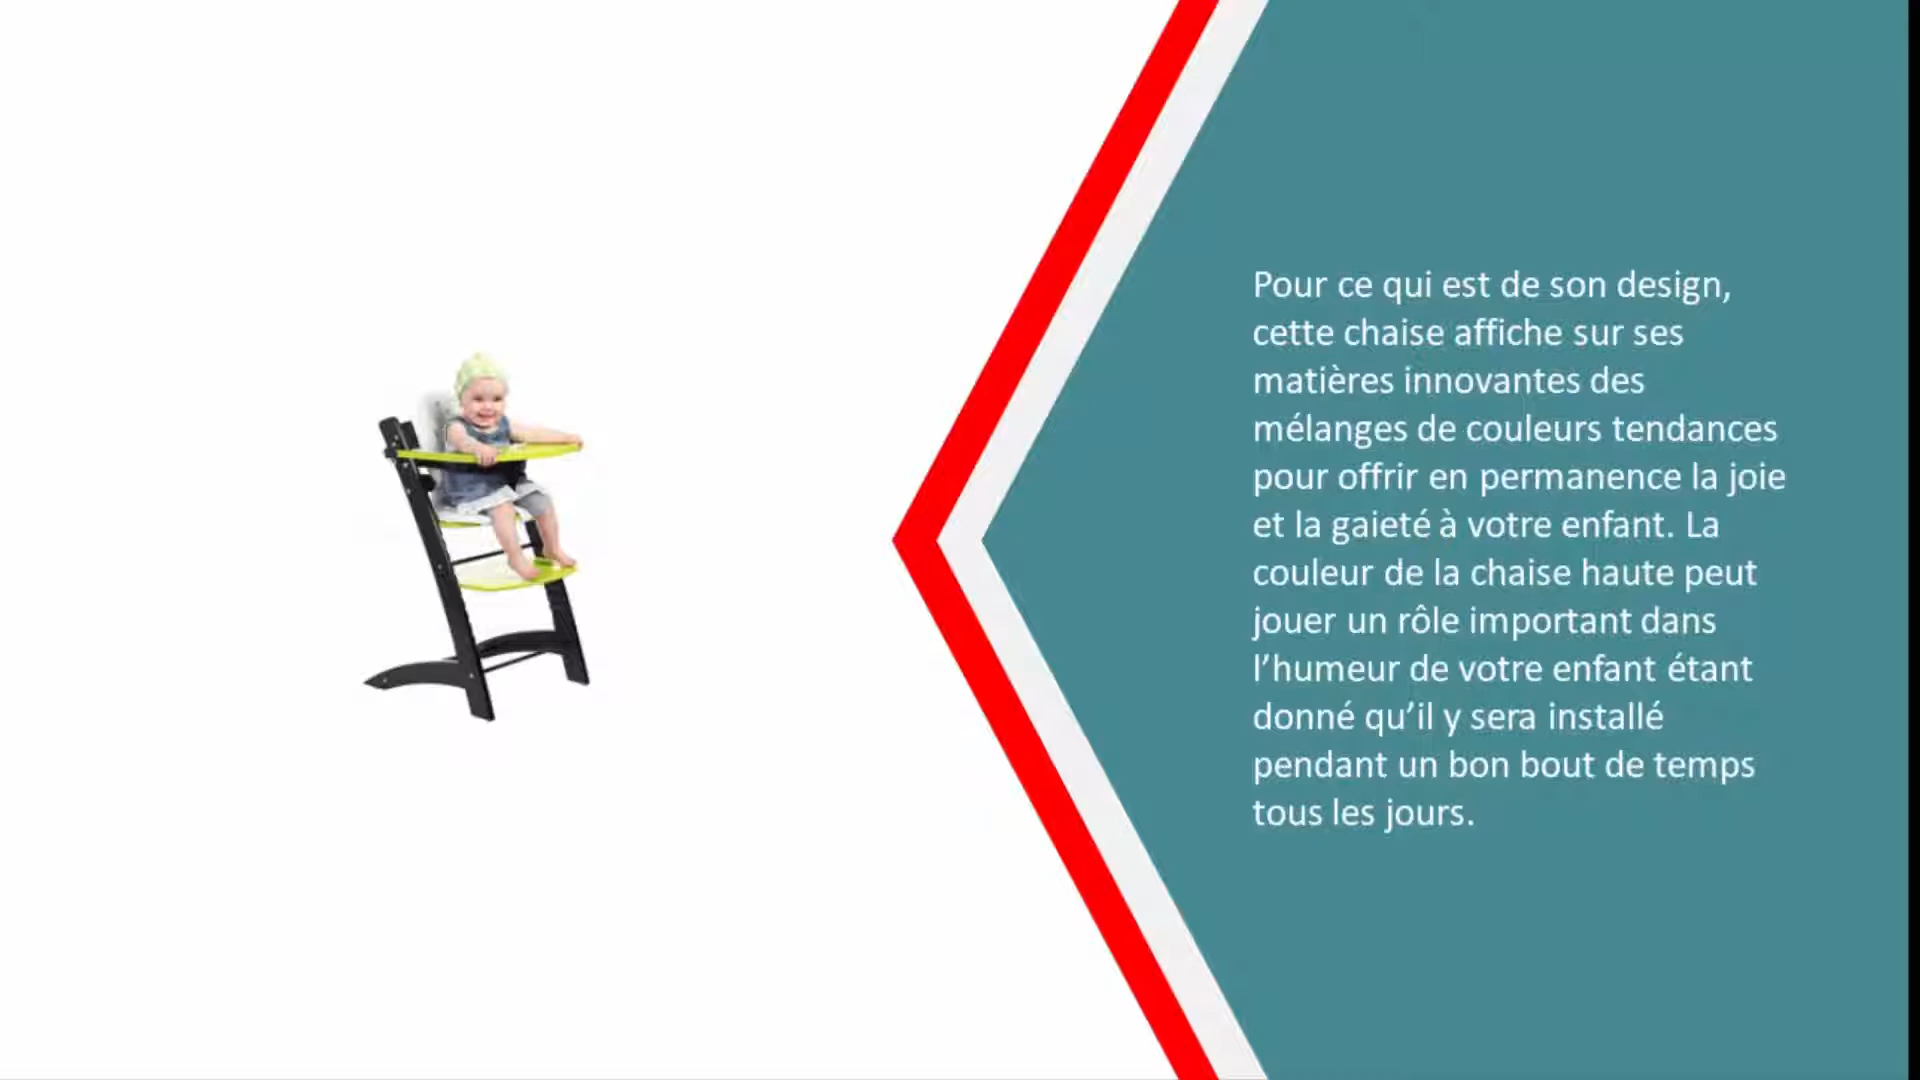 Pour ce qui est de son design,
cette chaise affiche sur ses
matières innovantes des
mélanges de couleurs tendances
pour offrir en permanence la joie
et la gaieté à votre enfant. La
couleur de la chaise haute peut
jouer un rôle important dans
l’humeur de votre enfant étant
donné qu’il y sera installé
pendant un bon bout de temps
tous les jours.